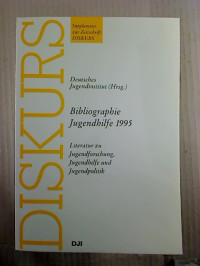 DISKURS
Supplement
zur Zeitschrift
DISKURS
Deutsches
Jugendinstitut (Hrsg.)
Bibliographie
Jugendhilfe 1995
Literatur zu
Jugendforschung,
Jugendhilfe und
Jugendpolitik
DJI